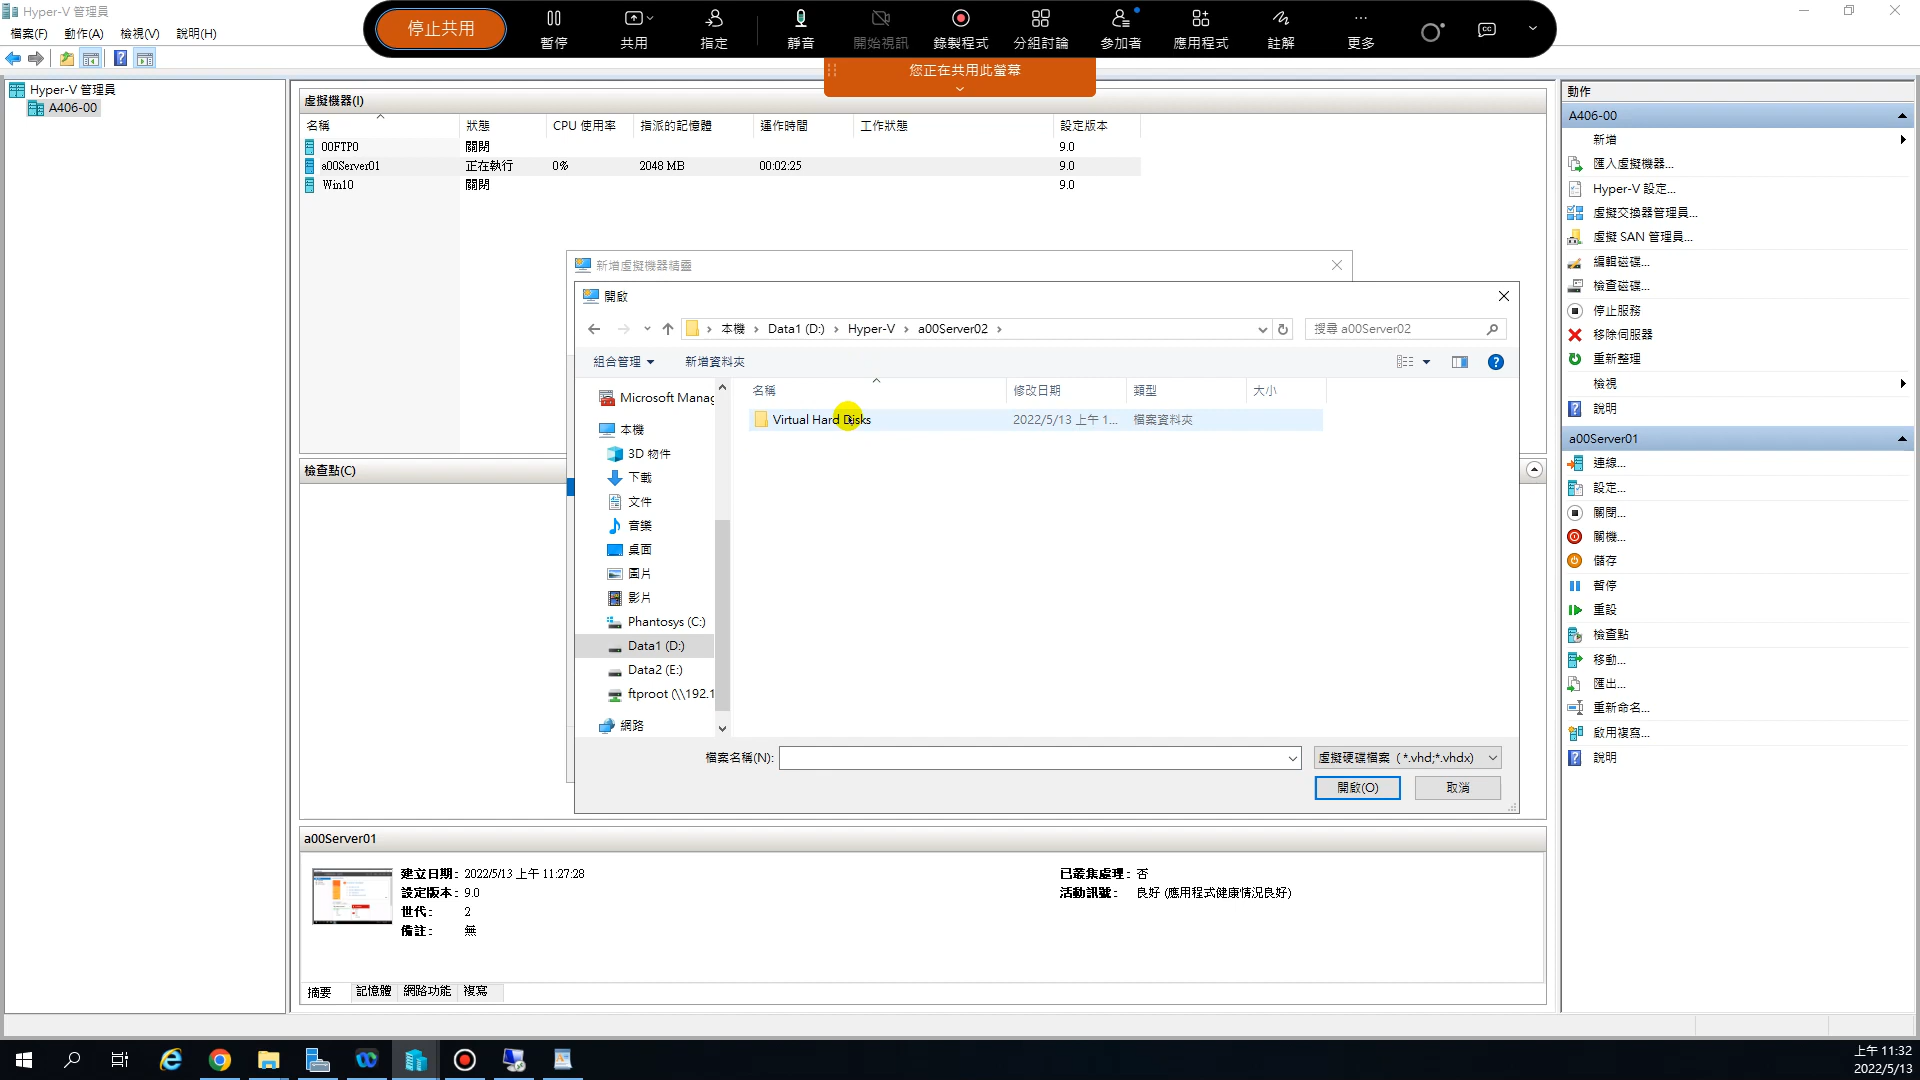 Hyper-V 管理員
檔案(F) 動作(A) 檢視(V) 說明(H)
停止共用
暫停
共用
指定
靜音
開始視訊
錄製程式
分組討論
參加者
應用程式
註解
更多
您正在共用此螢幕
Hyper-V 管理員
A406-00
虛擬機器(I)
名稱 狀態 CPU 使用率 指派的記憶體 運作時間 工作狀態 設定版本
00FTP0 關閉 9.0
a00Server01 正在執行 0% 2048 MB 00:02:25 9.0
Win10 關閉 9.0
新增虛擬機器精靈
開啟
本機 Data1 (D:) Hyper-V a00Server02
搜尋 a00Server02
組合管理 新增資料夾
名稱 修改日期 類型 大小
Virtual Hard Disks 2022/5/13 上午 1... 檔案資料夾
Microsoft Manag
本機
3D 物件
下載
文件
音樂
桌面
圖片
影片
Phantosys (C:)
Data1 (D:)
Data2 (E:)
ftproot (\\192.1
網路
檔案名稱(N):
虛擬硬碟檔案 (*.vhd;*.vhdx)
開啟(O) 取消
檢查點(C)
a00Server01
建立日期: 2022/5/13 上午 11:27:28
設定版本: 9.0
世代: 2
備註: 無
已叢集處理: 否
活動訊號: 良好 (應用程式健康情況良好)
摘要 記憶體 網路功能 複寫
動作
A406-00
新增
匯入虛擬機器...
Hyper-V 設定...
虛擬交換器管理員...
虛擬 SAN 管理員...
編輯磁碟...
檢查磁碟...
停止服務
移除伺服器
重新整理
檢視
說明
a00Server01
連線...
設定...
關閉...
關機...
儲存
暫停
重設
檢查點
移動...
匯出...
重新命名...
啟用複寫...
說明
上午 11:32
2022/5/13